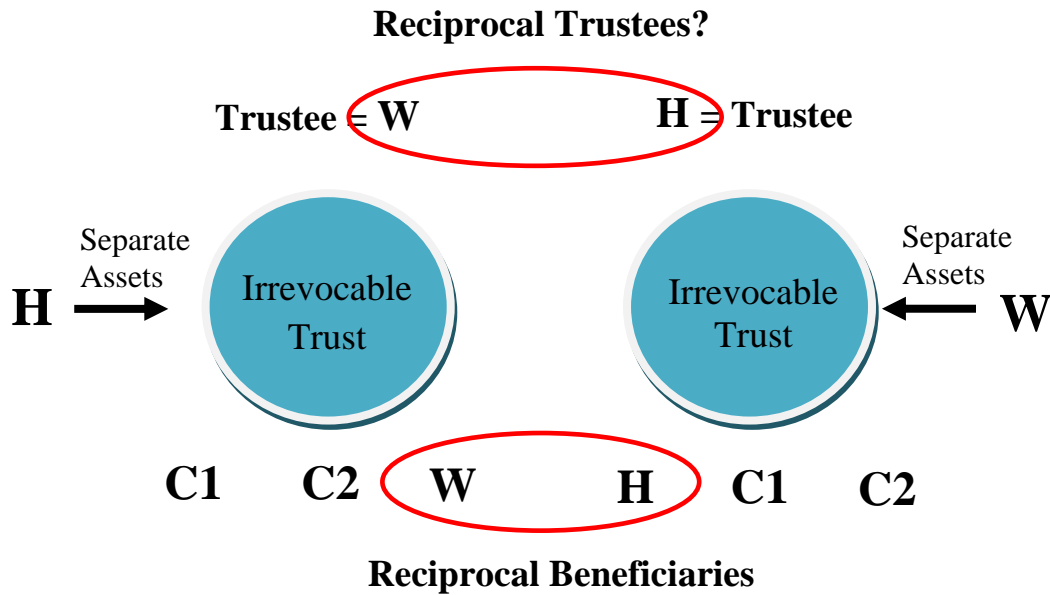 Reciprocal Trustees?
Trustee = W
H = Trustee
Separate
Assets
H
Irrevocable
Trust
Irrevocable
Trust
Separate
Assets
W
C1 C2 W H C1 C2
Reciprocal Beneficiaries